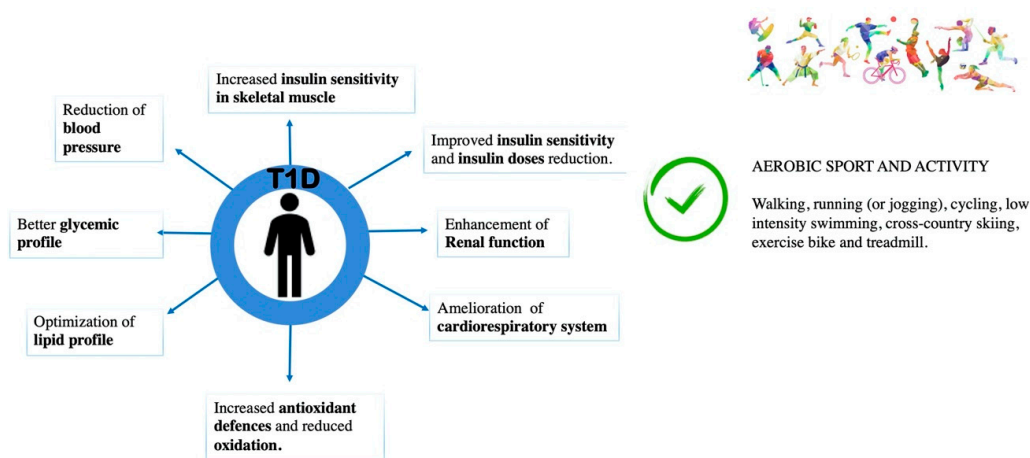 Increased insulin sensitivity
in skeletal muscle
Reduction of
blood
pressure
Improved insulin sensitivity
and insulin doses reduction.
T1D
Better glycemic
profile
Enhancement of
Renal function
Optimization of
lipid profile
Amelioration of
cardiorespiratory system
Increased antioxidant
defences and reduced
oxidation.
AEROBIC SPORT AND ACTIVITY
Walking, running (or jogging), cycling, low
intensity swimming, cross-country skiing,
exercise bike and treadmill.